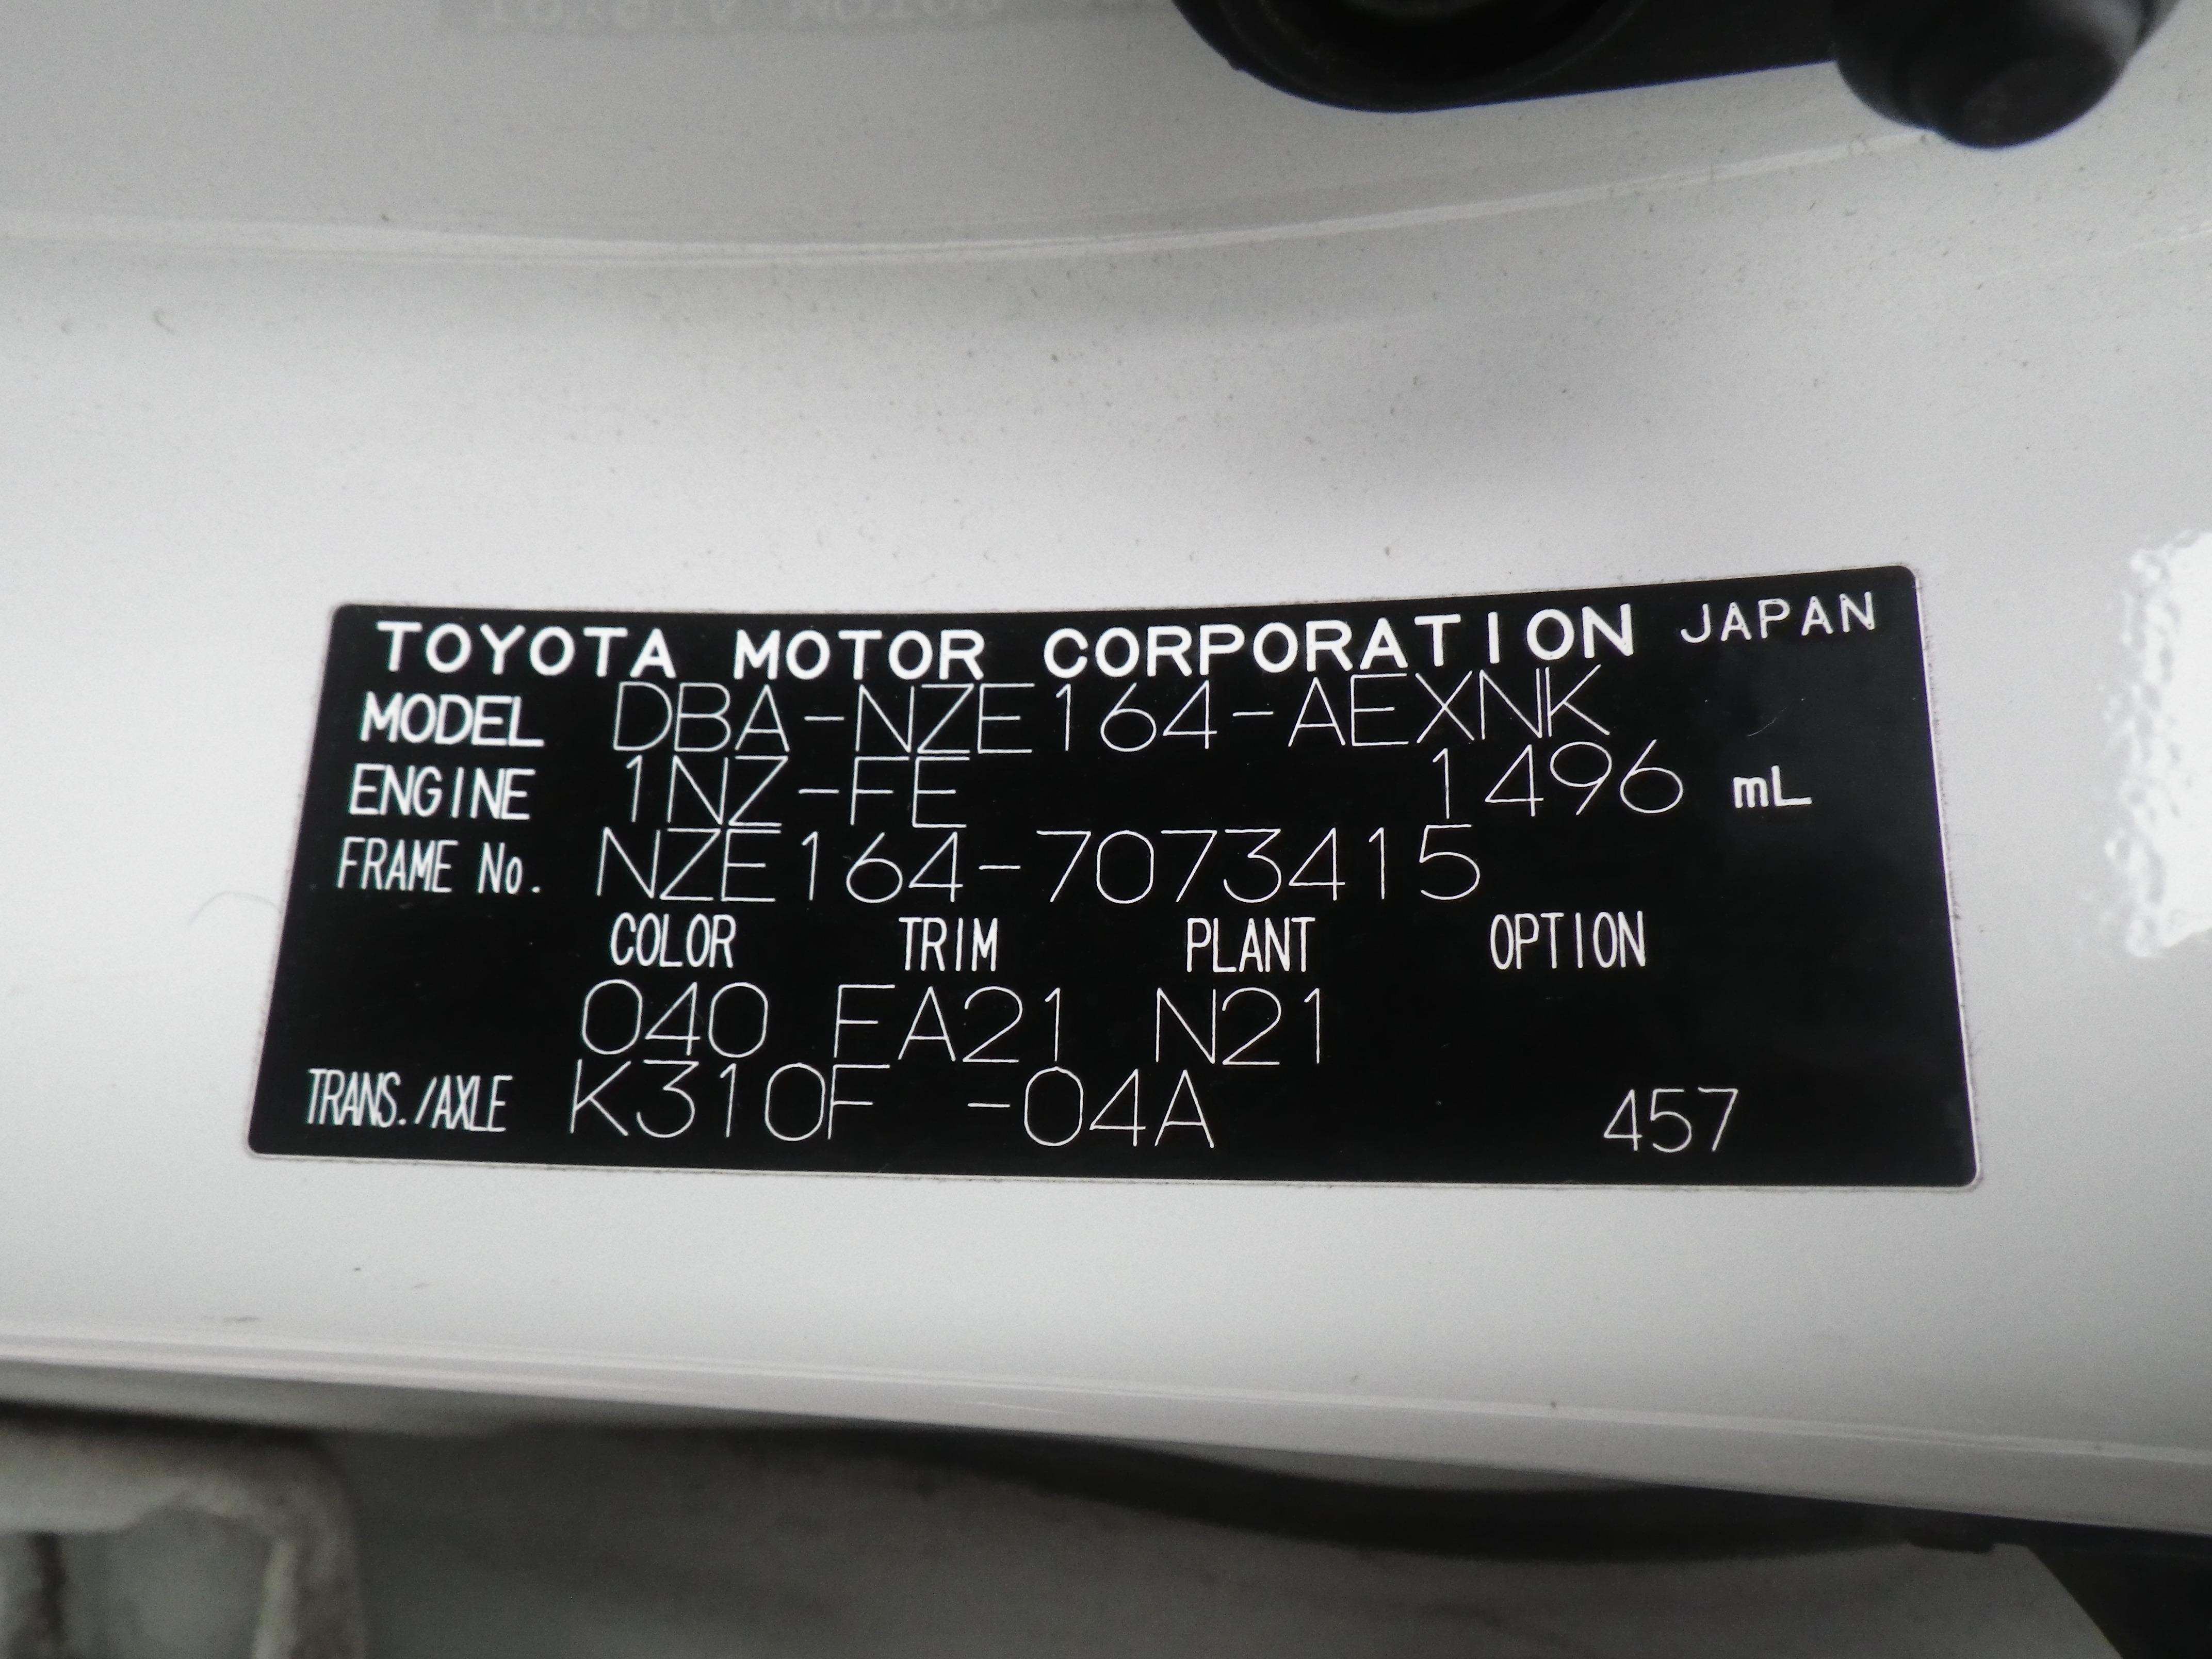 TOYOTA MOTOR CORPORATION JAPAN
MODEL DBA-NZE164-AEXNK
ENGINE 1NZ-FE 1496 mL
FRAME No. NZE164-7073415
COLOR TRIM PLANT OPTION
040 FA21 N21
TRANS./AXLE K310F -04A 457